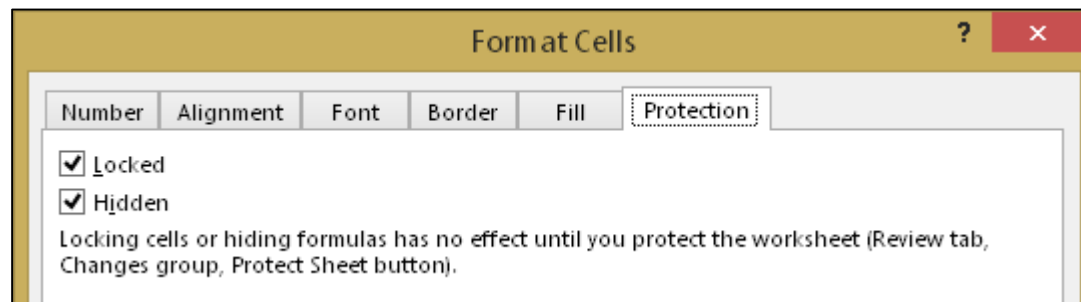 Format Cells
?
Number Alignment Font Border Fill Protection
Locked
Hidden
Locking cells or hiding formulas has no effect until you protect the worksheet (Review tab,
Changes group, Protect Sheet button).